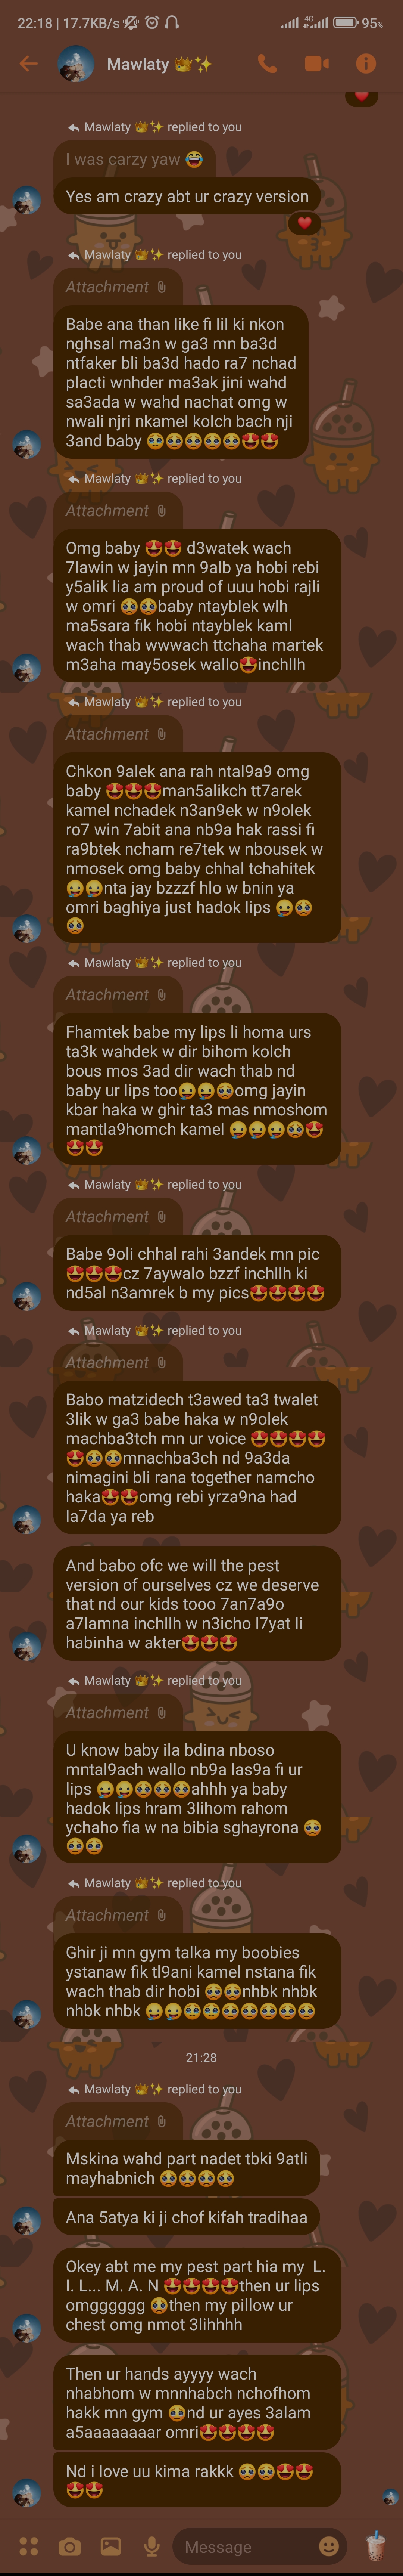 22:18 | 17.7KB/s 4G 95%
Mawlaty 👑✨
❤️
Mawlaty 👑✨ replied to you
I was carzy yaw 😂
Yes am crazy abt ur crazy version
❤️
Mawlaty 👑✨ replied to you
Attachment
Babe ana than like fi lil ki nkon
nghsal ma3n w ga3 mn ba3d
ntfaker bli ba3d hado ra7 nchad
placti wnhder ma3ak jini wahd
sa3ada w wahd nachat omg w
nwali njri nkamel kolch bach nji
3and baby 🥹🥹🥹🥹🥹😍😍
Mawlaty 👑✨ replied to you
Attachment
Omg baby 😍😍 d3watek wach
7lawin w jayin mn 9alb ya hobi rebi
y5alik lia am proud of uuu hobi rajli
w omri 🥹🥹baby ntayblek wlh
ma5sara fik hobi ntayblek kaml
wach thab wwwach ttchaha martek
m3aha may5osek wallo😍inchllh
Mawlaty 👑✨ replied to you
Attachment
Chkon 9alek ana rah ntal9a9 omg
baby 😍😍😍man5alikch tt7arek
kamel nchadek n3an9ek w n9olek
ro7 win 7abit ana nb9a hak rassi fi
ra9btek ncham re7tek w nbousek w
nmosek omg baby chhal tchahitek
🤤🤤nta jay bzzzf hlo w bnin ya
omri baghiya just hadok lips 🤤🥹
🥹
Mawlaty 👑✨ replied to you
Attachment
Fhamtek babe my lips li homa urs
ta3k wahdek w dir bihom kolch
bous mos 3ad dir wach thab nd
baby ur lips too🤤🤤🥹omg jayin
kbar haka w ghir ta3 mas nmoshom
mantla9homch kamel 🤤🤤🤤🥹😍
😍😍
Mawlaty 👑✨ replied to you
Attachment
Babe 9oli chhal rahi 3andek mn pic
😍😍😍cz 7aywalo bzzf inchllh ki
nd5al n3amrek b my pics😍😍😍😍
Mawlaty 👑✨ replied to you
Attachment
Babo matzidech t3awed ta3 twalet
3lik w ga3 babe haka w n9olek
machba3tch mn ur voice 😍😍😍😍
😍🥹🥹mnachba3ch nd 9a3da
nimagini bli rana together namcho
haka😍😍omg rebi yrza9na had
la7da ya reb
And babo ofc we will the pest
version of ourselves cz we deserve
that nd our kids tooo 7an7a9o
a7lamna inchllh w n3icho l7yat li
habinha w akter😍😍😍
Mawlaty 👑✨ replied to you
Attachment
U know baby ila bdina nboso
mntal9ach wallo nb9a las9a fi ur
lips 🤤🤤🥹🥹🥹ahhh ya baby
hadok lips hram 3lihom rahom
ychaho fia w na bibia sghayrona 🥹
🥹🥹
Mawlaty 👑✨ replied to you
Attachment
Ghir ji mn gym talka my boobies
ystanaw fik tl9ani kamel nstana fik
wach thab dir hobi 🥹🥹nhbk nhbk
nhbk nhbk 🤤🤤🥹🥹🥹🥹🥹🥹🥹🥹
21:28
Mawlaty 👑✨ replied to you
Attachment
Mskina wahd part nadet tbki 9atli
mayhabnich 🥹🥹🥹🥹
Ana 5atya ki ji chof kifah tradihaa
Okey abt me my pest part hia my L.
I. L... M. A. N 😍😍😍😍then ur lips
omgggggg 🥹then my pillow ur
chest omg nmot 3lihhhh
Then ur hands ayyyy wach
nhabhom w mnnhabch nchofhom
hakk mn gym 🥹nd ur ayes 3alam
a5aaaaaaaar omri😍😍😍😍
Nd i love uu kima rakkk 🥹🥹😍😍
😍😍
Message